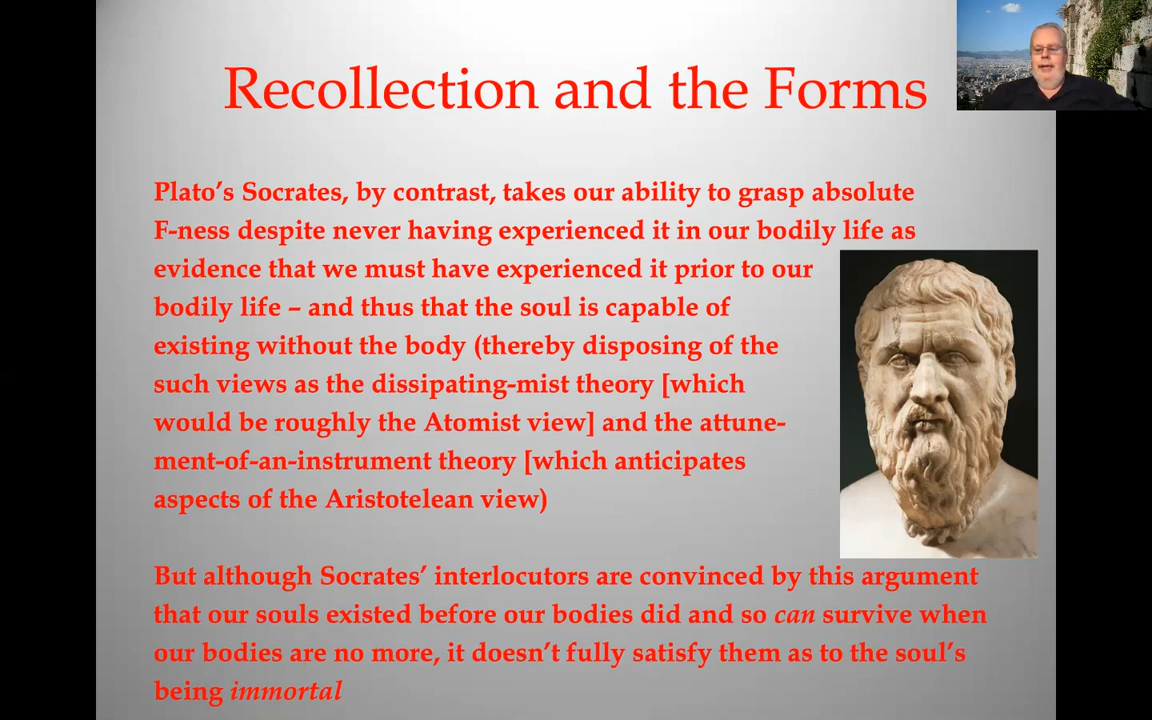 Recollection and the Forms
Plato’s Socrates, by contrast, takes our ability to grasp absolute
F-ness despite never having experienced it in our bodily life as
evidence that we must have experienced it prior to our
bodily life – and thus that the soul is capable of
existing without the body (thereby disposing of the
such views as the dissipating-mist theory [which
would be roughly the Atomist view] and the attune-
ment-of-an-instrument theory [which anticipates
aspects of the Aristotelean view)
But although Socrates’ interlocutors are convinced by this argument
that our souls existed before our bodies did and so can survive when
our bodies are no more, it doesn’t fully satisfy them as to the soul’s
being immortal